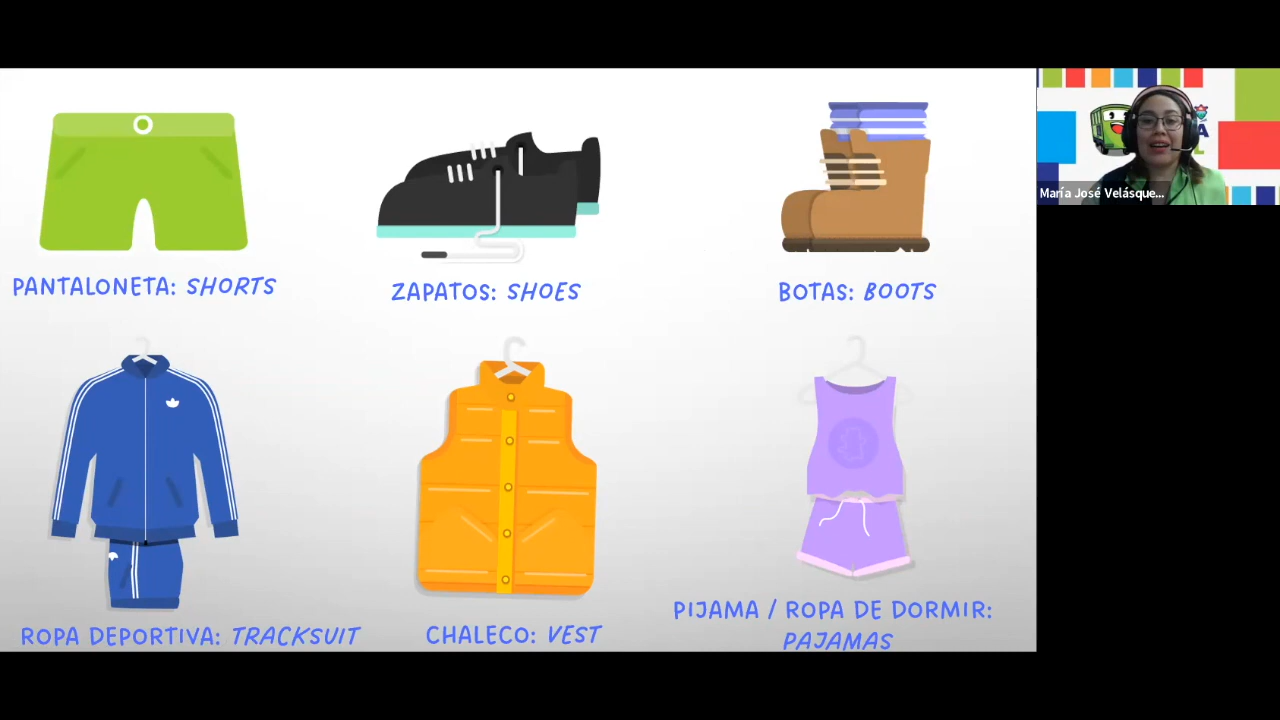 María José Velásque...
PANTALONETA: SHORTS
ZAPATOS: SHOES
BOTAS: BOOTS
ROPA DEPORTIVA: TRACKSUIT
CHALECO: VEST
PIJAMA / ROPA DE DORMIR:
PAJAMAS